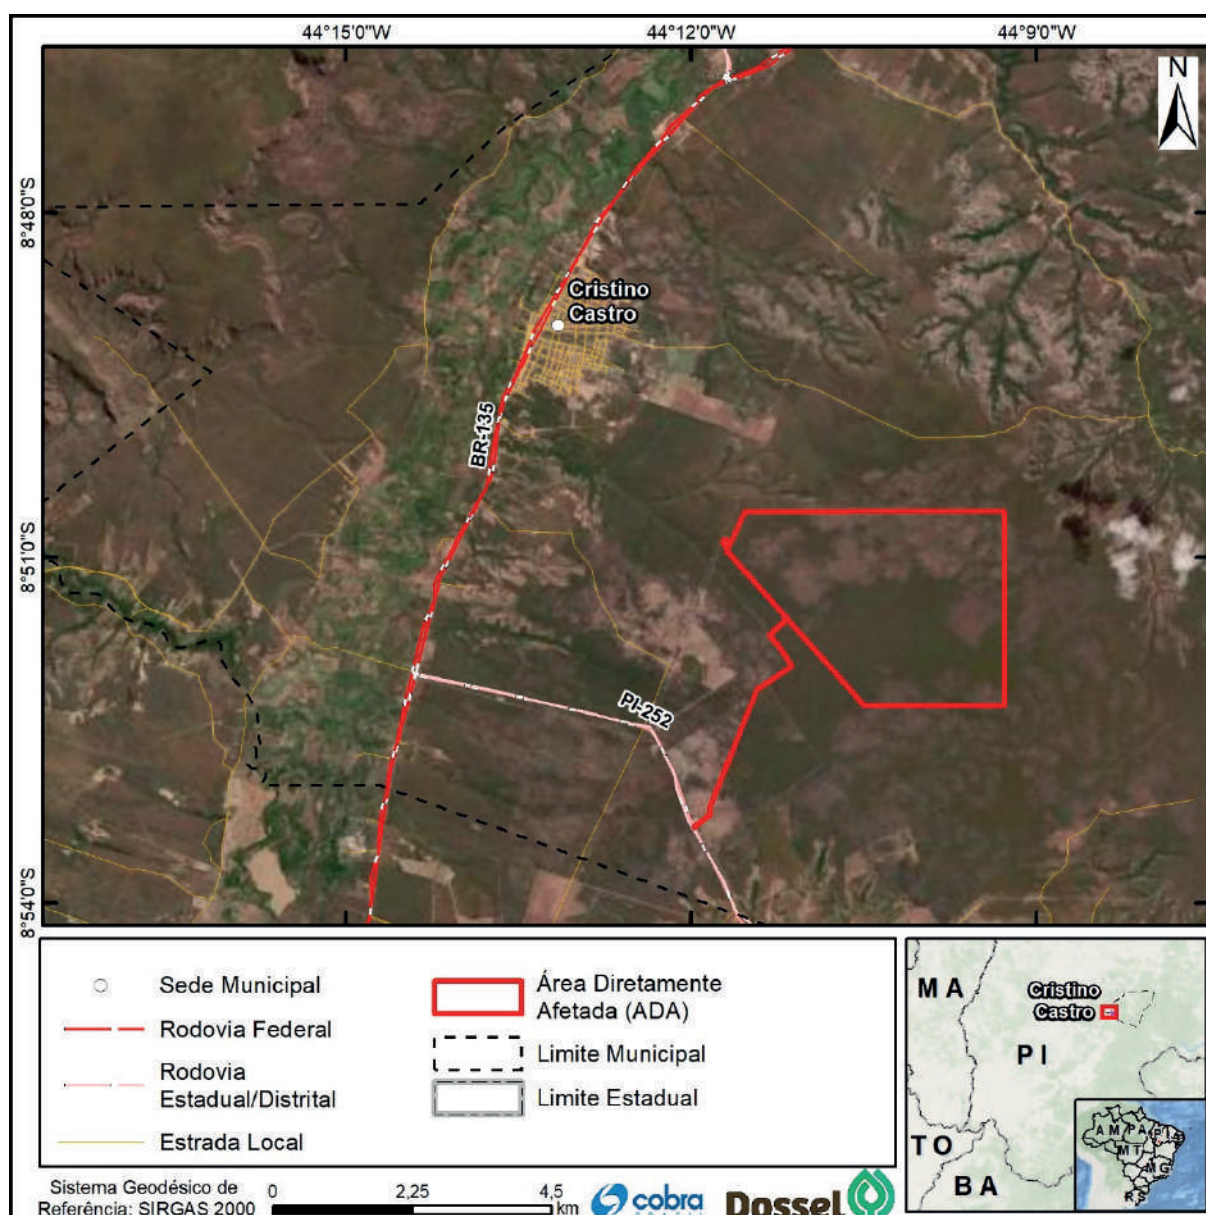 44°15'0"W 44°12'0"W 44°9'0"W
N
8°48'0"S
Cristino
Castro
BR-135
8°51'0"S
PI-252
8°54'0"S
Sede Municipal
Rodovia Federal
Rodovia
Estadual/Distrital
Estrada Local
Área Diretamente
Afetada (ADA)
Limite Municipal
Limite Estadual
MA
Cristino
Castro
PI
TO
BA
AM PA PI
MT
MG
RS
Sistema Geodésico de
Referência: SIRGAS 2000
0 2,25 4,5
km
cobra
Dossel